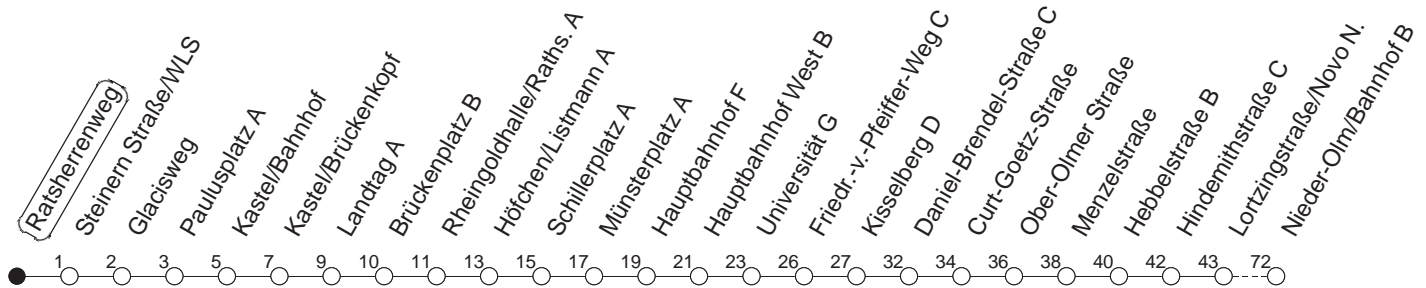 Ratsherrenweg
Steinern Straße/WLS
Glacisweg
Paulusplatz A
Kastel/Bahnhof
Kastel/Brückenkopf
Landtag A
Brückenplatz B
Rheingoldhalle/Raths. A
Höfchen/Listmann A
Schillerplatz A
Münsterplatz A
Hauptbahnhof F
Hauptbahnhof West B
Universität G
Friedr.-v.-Pfeiffer-Weg C
Kisselberg D
Daniel-Brendel-Straße C
Curt-Goetz-Straße
Ober-Olmer Straße
Menzelstraße
Hebbelstraße B
Hindemithstraße C
Lortzingstraße/Novo N.
Nieder-Olm/Bahnhof B
1 2 3 5 7 9 10 11 13 15 17 19 21 23 26 27 32 34 36 38 40 42 43 72